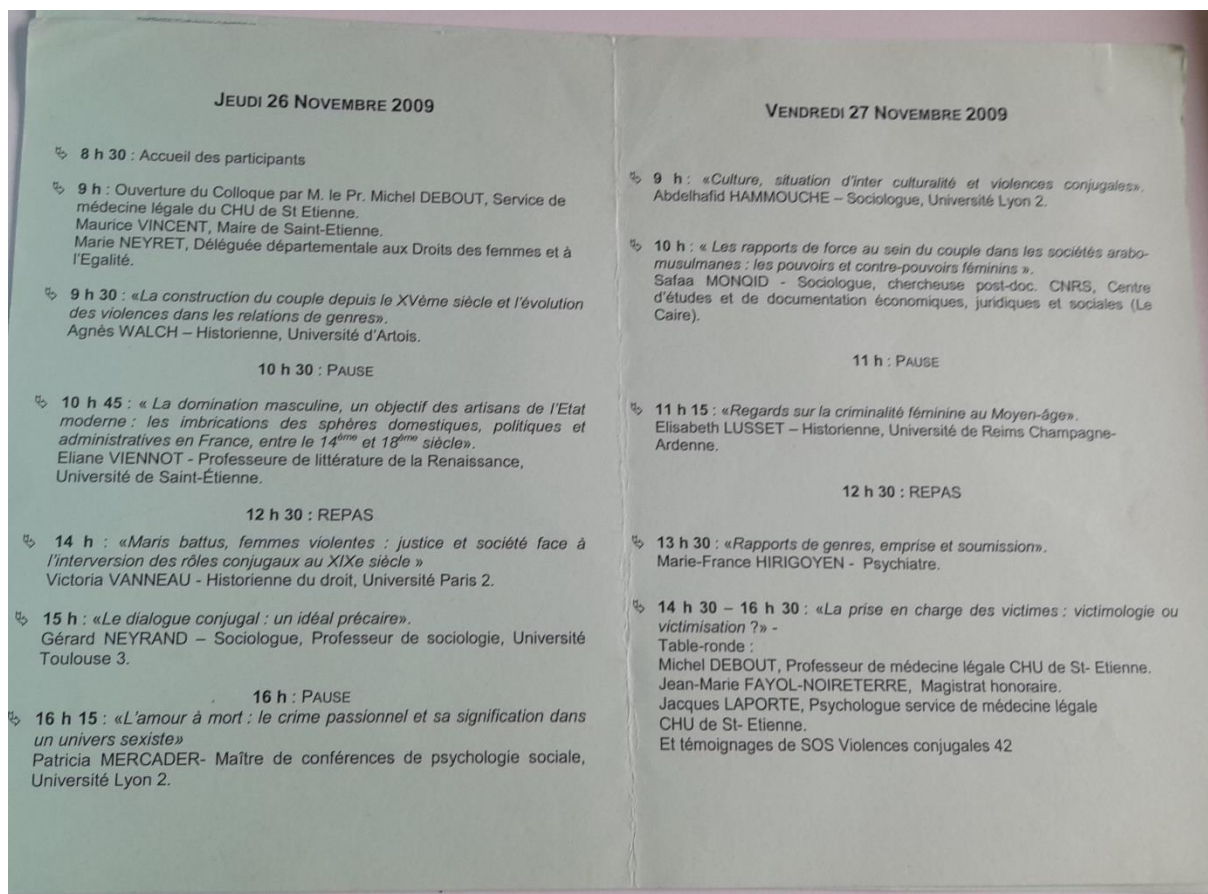 JEUDI 26 NOVEMBRE 2009
8 h 30 : Accueil des participants
9 h : Ouverture du Colloque par M. le Pr. Michel DEBOUT, Service de
médecine légale du CHU de St Etienne.
Maurice VINCENT, Maire de Saint-Etienne.
Marie NEYRET, Déléguée départementale aux Droits des femmes et à
l'Egalité.
9 h 30 : «La construction du couple depuis le XVème siècle et l'évolution
des violences dans les relations de genres».
Agnès WALCH – Historienne, Université d'Artois.
10 h 30 : PAUSE
10 h 45 : « La domination masculine, un objectif des artisans de l'Etat
moderne : les imbrications des sphères domestiques, politiques et
administratives en France, entre le 14ème et 18ème siècle».
Eliane VIENNOT - Professeure de littérature de la Renaissance,
Université de Saint-Étienne.
12 h 30 : REPAS
14 h : «Maris battus, femmes violentes : justice et société face à
l'interversion des rôles conjugaux au XIXe siècle »
Victoria VANNEAU - Historienne du droit, Université Paris 2.
15 h : «Le dialogue conjugal : un idéal précaire».
Gérard NEYRAND – Sociologue, Professeur de sociologie, Université
Toulouse 3.
16 h : PAUSE
16 h 15 : «L'amour à mort : le crime passionnel et sa signification dans
un univers sexiste»
Patricia MERCADER- Maître de conférences de psychologie sociale,
Université Lyon 2.
VENDREDI 27 NOVEMBRE 2009
9 h : «Culture, situation d'inter culturalité et violences conjugales».
Abdelhafid HAMMOUCHE – Sociologue, Université Lyon 2.
10 h : « Les rapports de force au sein du couple dans les sociétés arabo-
musulmanes : les pouvoirs et contre-pouvoirs féminins ».
Safaa MONQID - Sociologue, chercheuse post-doc. CNRS, Centre
d'études et de documentation économiques, juridiques et sociales (Le
Caire).
11 h : PAUSE
11 h 15 : «Regards sur la criminalité féminine au Moyen-âge».
Elisabeth LUSSET – Historienne, Université de Reims Champagne-
Ardenne.
12 h 30 : REPAS
13 h 30 : «Rapports de genres, emprise et soumission».
Marie-France HIRIGOYEN - Psychiatre.
14 h 30 – 16 h 30 : «La prise en charge des victimes : victimologie ou
victimisation ?» -
Table-ronde :
Michel DEBOUT, Professeur de médecine légale CHU de St- Etienne.
Jean-Marie FAYOL-NOIRETERRE, Magistrat honoraire.
Jacques LAPORTE, Psychologue service de médecine légale
CHU de St- Etienne.
Et témoignages de SOS Violences conjugales 42